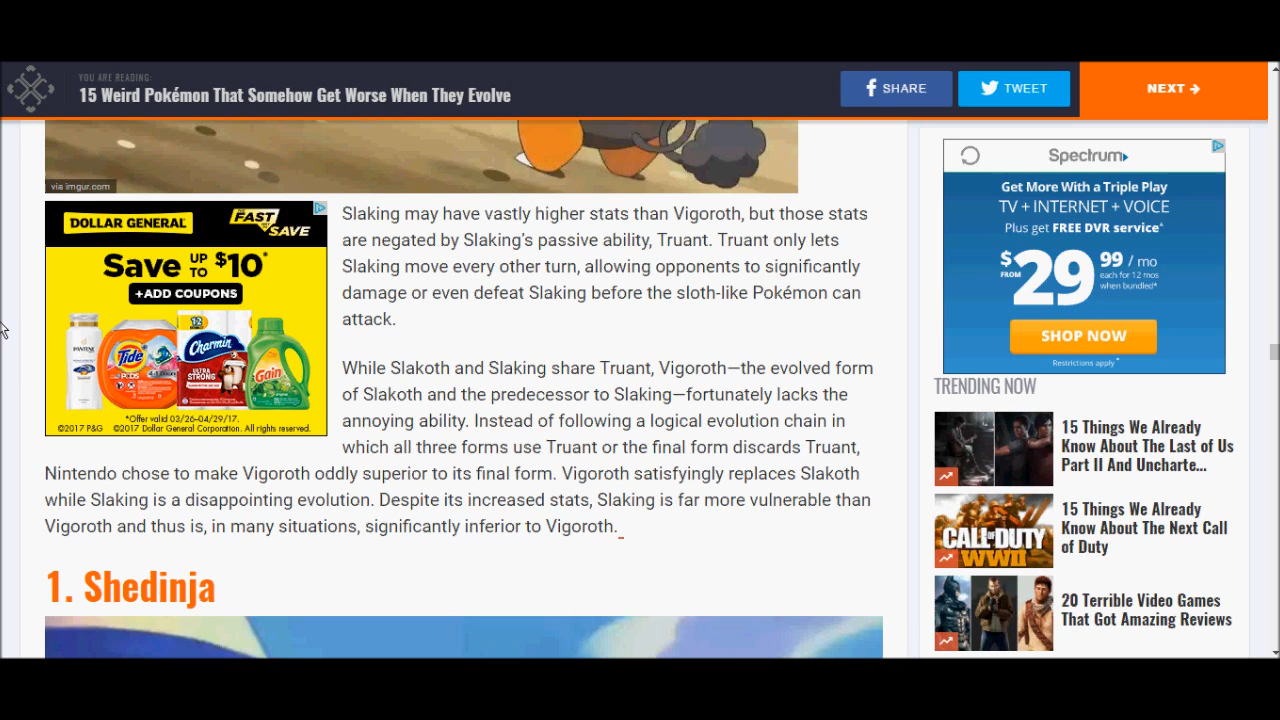 YOU ARE READING:
15 Weird Pokémon That Somehow Get Worse When They Evolve
SHARE
TWEET
NEXT
via imgur.com
DOLLAR GENERAL
FAST
SAVE
Save UP TO $10*
+ADD COUPONS
PANTENE
Tide
PODS
12
Charmin
ULTRA
STRONG
Gain
*Offer valid 03/26–04/29/17.
©2017 P&G ©2017 Dollar General Corporation. All rights reserved.
Slaking may have vastly higher stats than Vigoroth, but those stats
are negated by Slaking's passive ability, Truant. Truant only lets
Slaking move every other turn, allowing opponents to significantly
damage or even defeat Slaking before the sloth-like Pokémon can
attack.
While Slakoth and Slaking share Truant, Vigoroth—the evolved form
of Slakoth and the predecessor to Slaking—fortunately lacks the
annoying ability. Instead of following a logical evolution chain in
which all three forms use Truant or the final form discards Truant,
Nintendo chose to make Vigoroth oddly superior to its final form. Vigoroth satisfyingly replaces Slakoth
while Slaking is a disappointing evolution. Despite its increased stats, Slaking is far more vulnerable than
Vigoroth and thus is, in many situations, significantly inferior to Vigoroth.
1. Shedinja
Spectrum
Get More With a Triple Play
TV + INTERNET + VOICE
Plus get FREE DVR service^
FROM $29 99 / mo
each for 12 mos
when bundled*
SHOP NOW
Restrictions apply*
TRENDING NOW
15 Things We Already
Know About The Last of Us
Part II And Uncharte...
CALL OF DUTY
WWII
15 Things We Already
Know About The Next Call
of Duty
20 Terrible Video Games
That Got Amazing Reviews